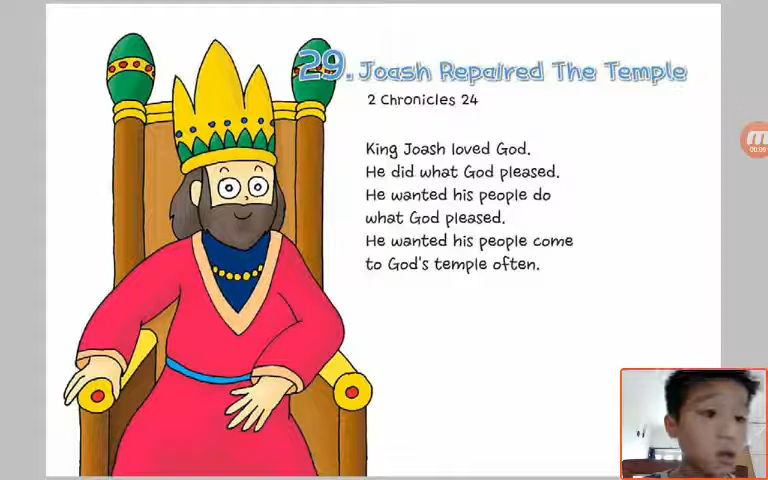 29. Joash Repaired The Temple
2 Chronicles 24
King Joash loved God.
He did what God pleased.
He wanted his people do
what God pleased.
He wanted his people come
to God's temple often.